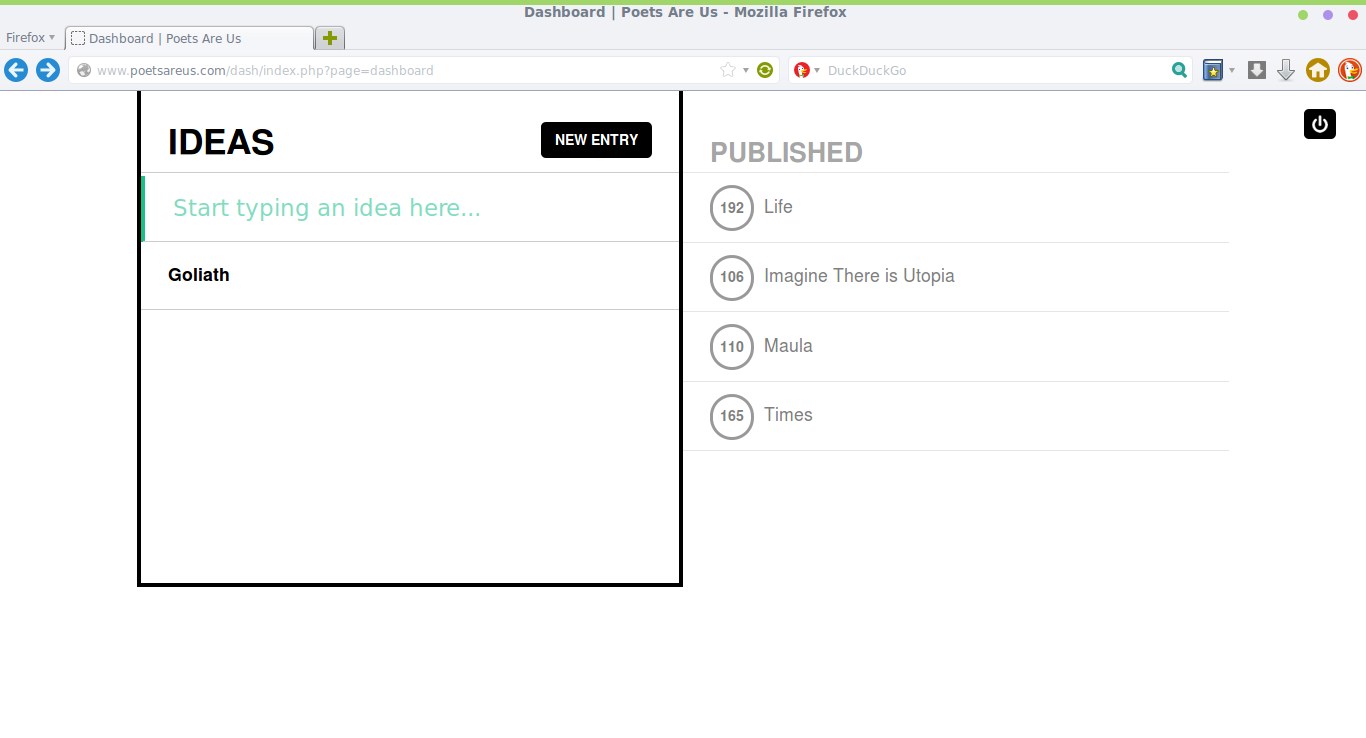 Dashboard | Poets Are Us - Mozilla Firefox
Firefox
Dashboard | Poets Are Us
www.poetsareus.com/dash/index.php?page=dashboard
DuckDuckGo
IDEAS
NEW ENTRY
Start typing an idea here...
Goliath
PUBLISHED
192 Life
106 Imagine There is Utopia
110 Maula
165 Times